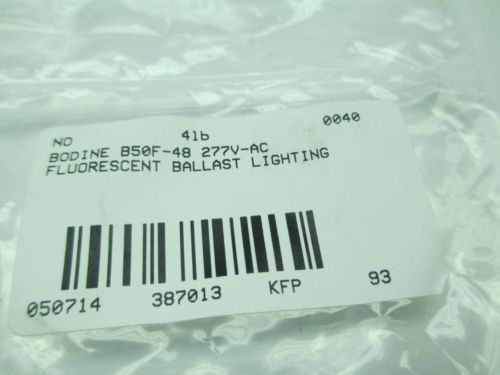 NO 41b 0040
BODINE B50F-48 277V-AC
FLUORESCENT BALLAST LIGHTING
050714 387013 KFP 93